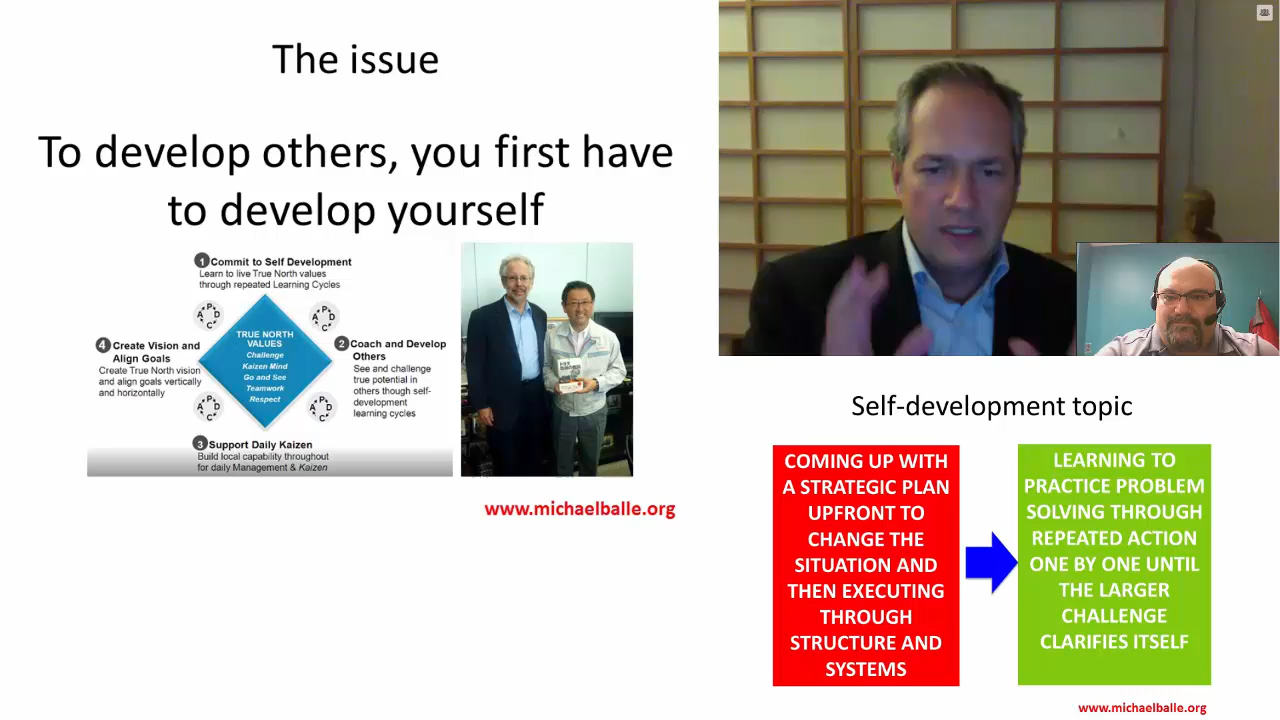 The issue
To develop others, you first have
to develop yourself
1 Commit to Self Development
Learn to live True North values
through repeated Learning Cycles
P
A D
C
P
A D
C
TRUE NORTH
VALUES
Challenge
Kaizen Mind
Go and See
Teamwork
Respect
4 Create Vision and
Align Goals
Create True North vision
and align goals vertically
and horizontally
2 Coach and Develop
Others
See and challenge
true potential in
others though self-
development
learning cycles
P
A D
C
P
A D
C
3 Support Daily Kaizen
Build local capability throughout
for daily Management & Kaizen
www.michaelballe.org
Self-development topic
COMING UP WITH
A STRATEGIC PLAN
UPFRONT TO
CHANGE THE
SITUATION AND
THEN EXECUTING
THROUGH
STRUCTURE AND
SYSTEMS
LEARNING TO
PRACTICE PROBLEM
SOLVING THROUGH
REPEATED ACTION
ONE BY ONE UNTIL
THE LARGER
CHALLENGE
CLARIFIES ITSELF
www.michaelballe.org